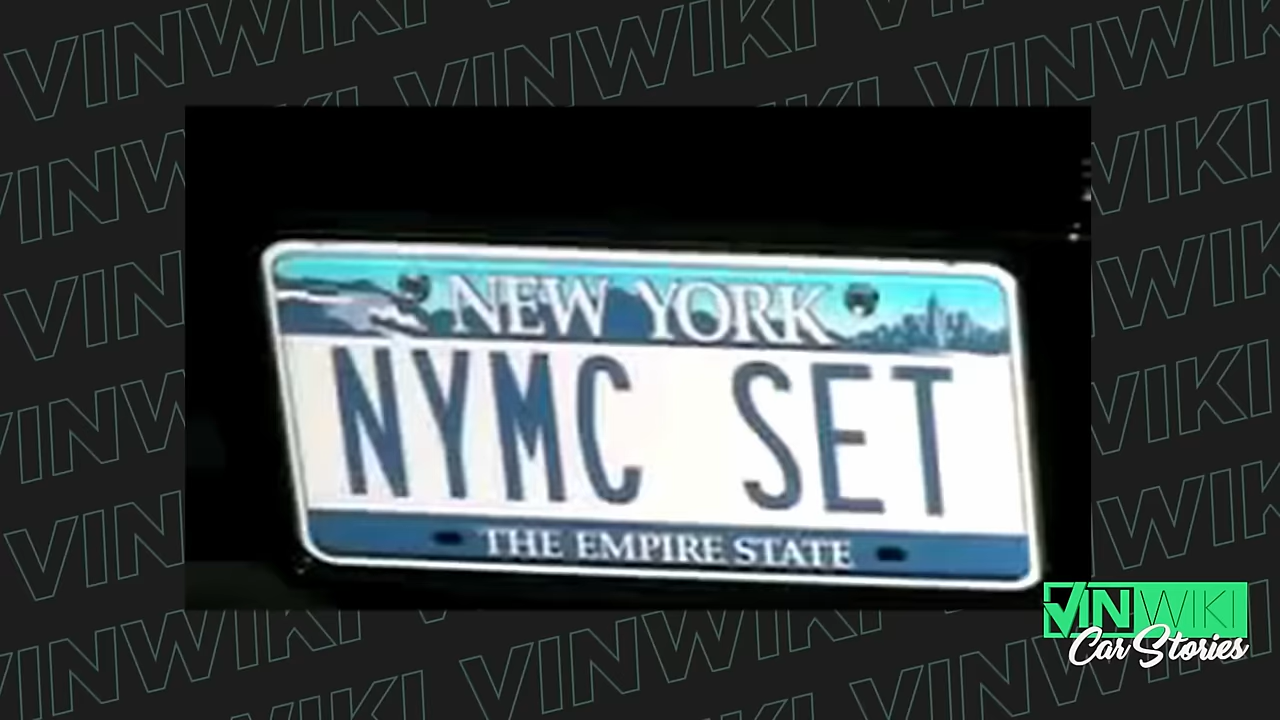 NEW YORK
NYMC SET
THE EMPIRE STATE
VINWIKI
Car Stories